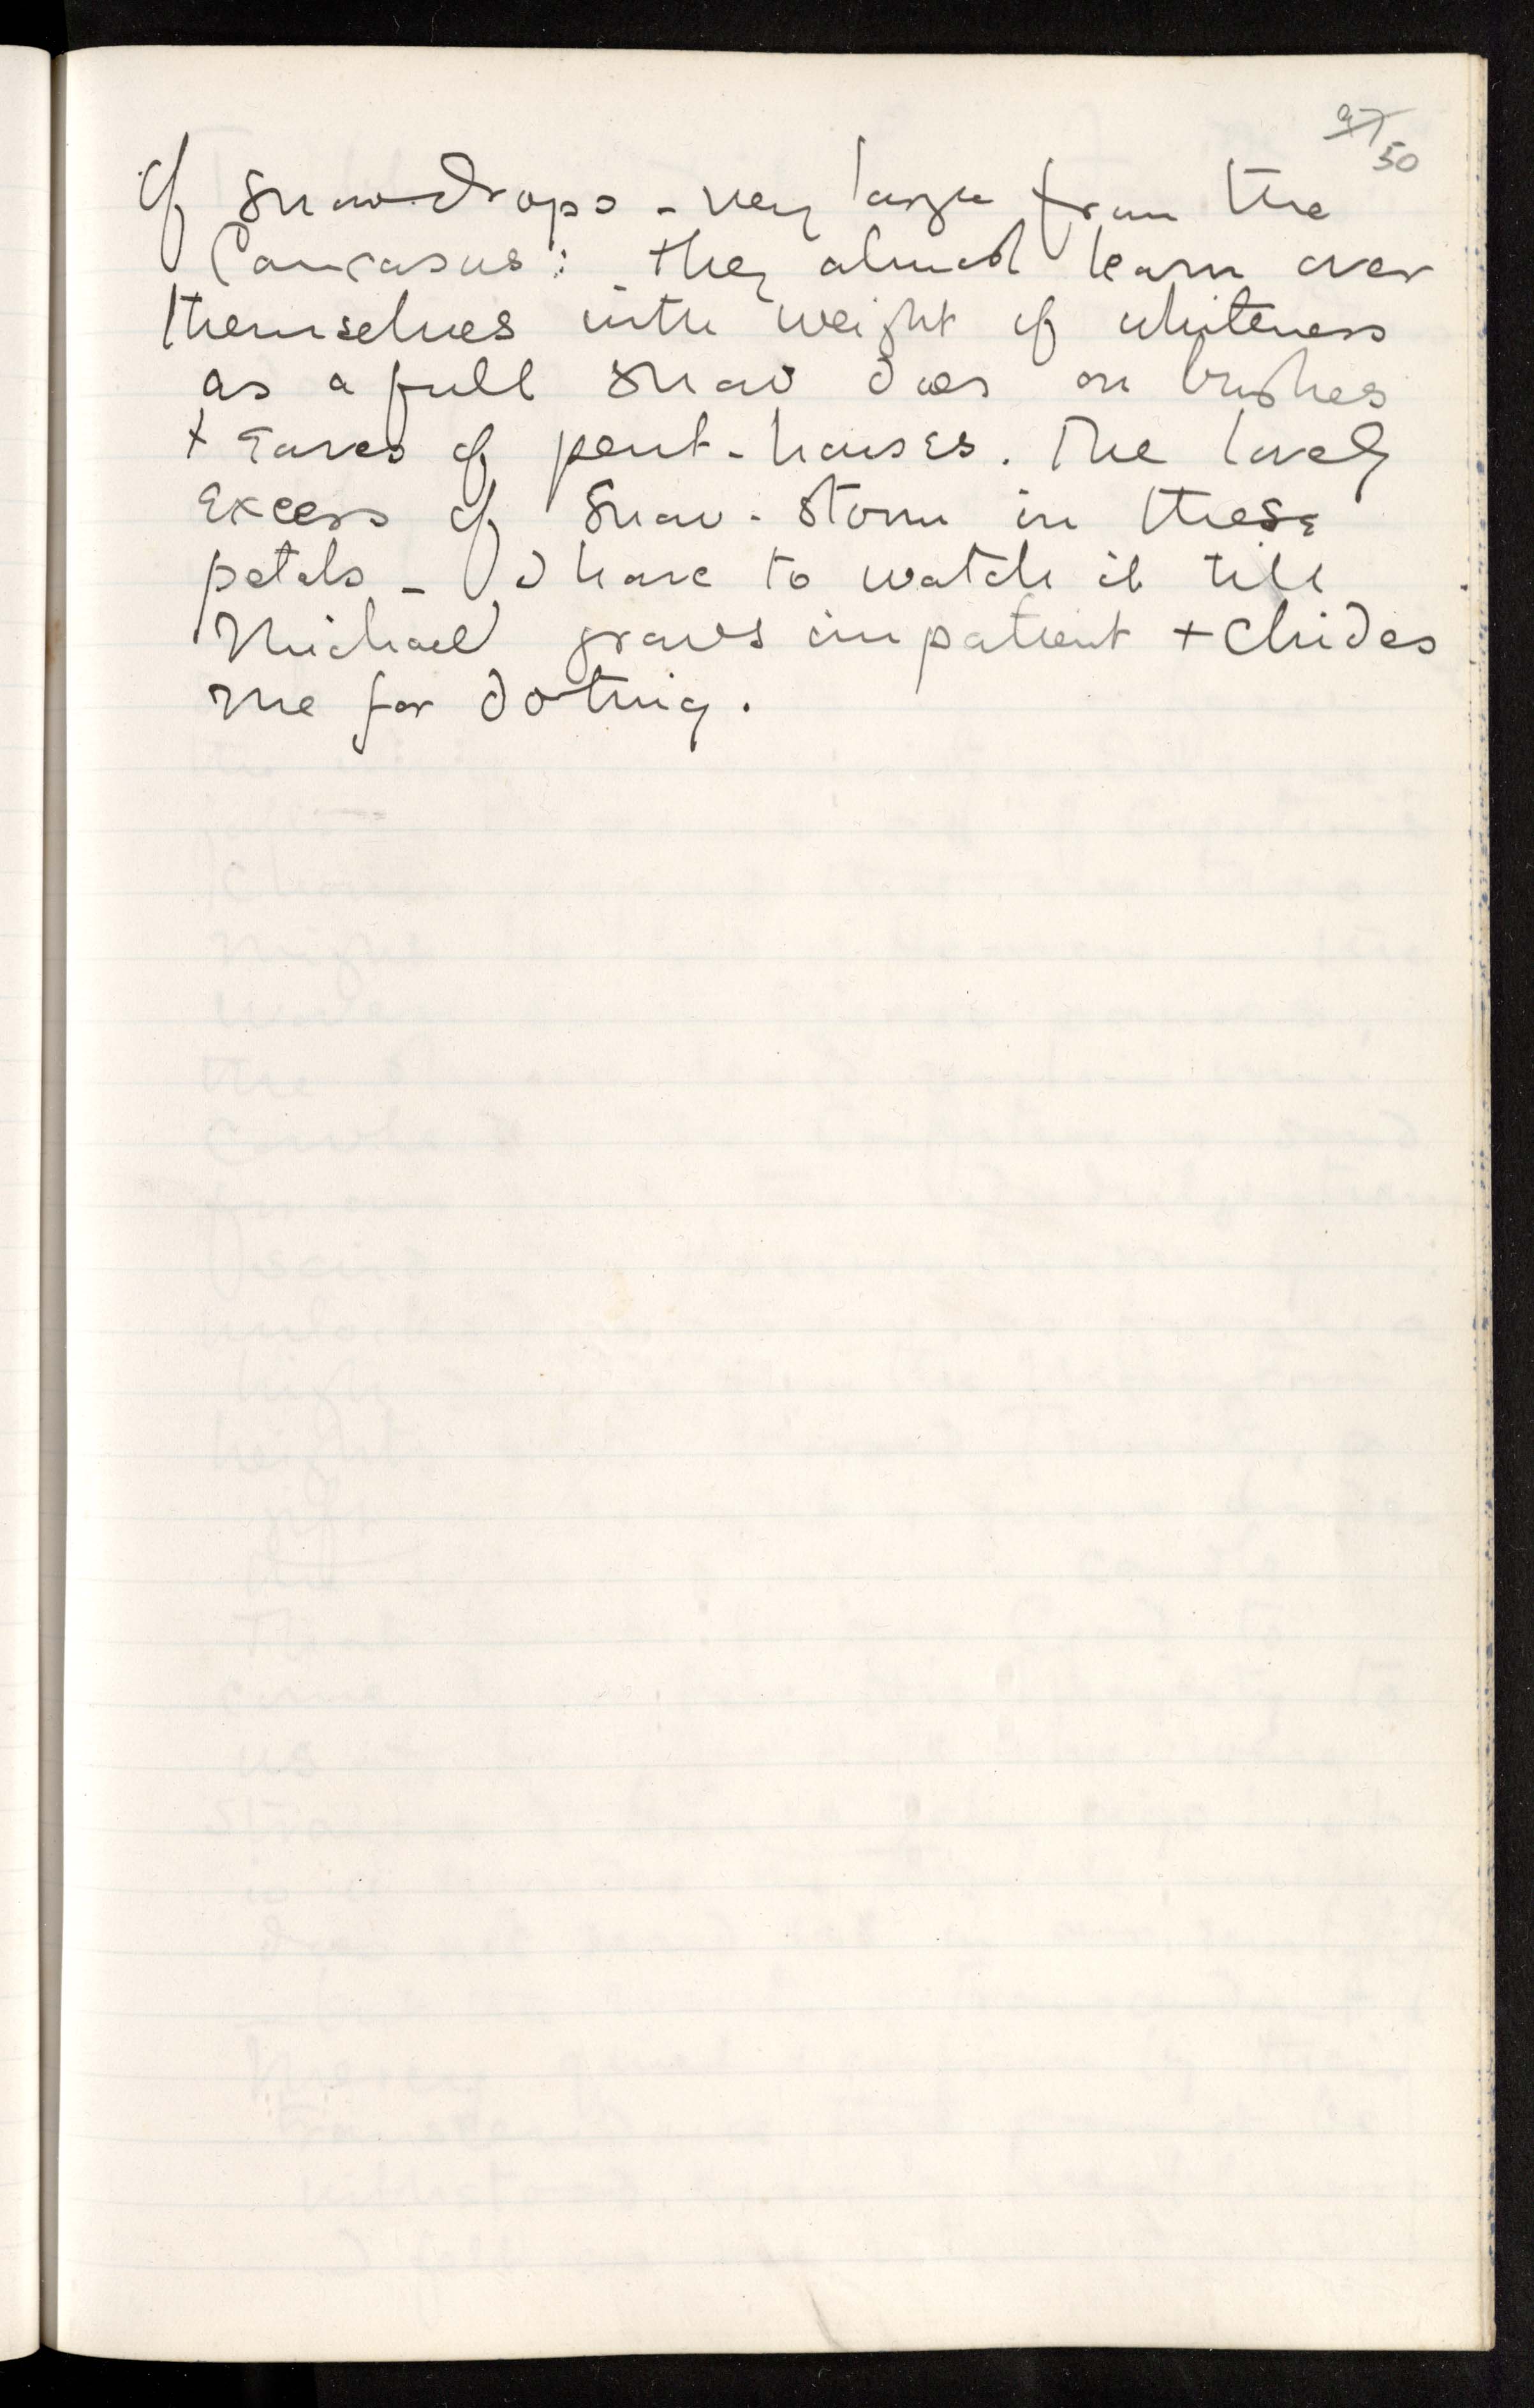 97
50
of snowdrops - very large from the
Caucasus: they almost learn over
themselves with weight of whiteness
as a full snow does on bushes
+ eaves of pent-houses. The lovely
excess of snow-storm in these
petals - I have to watch it till
Michael grows impatient + chides
me for doting.